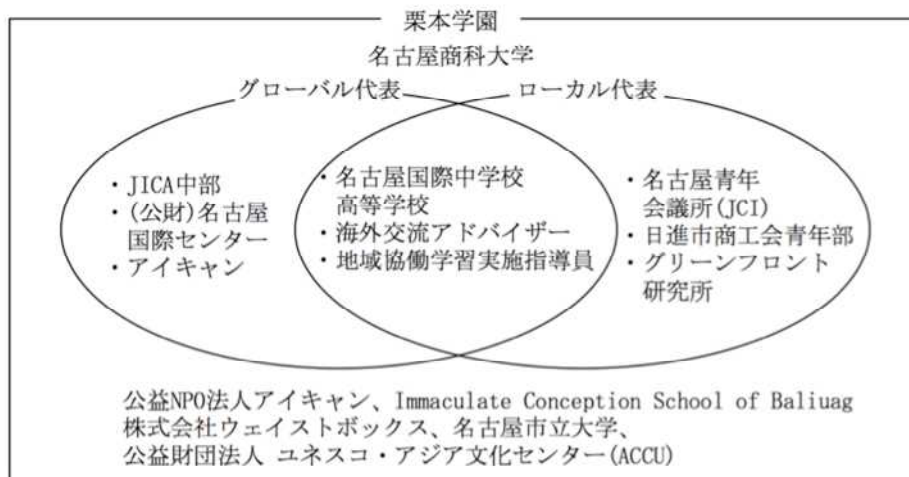 栗本学園
名古屋商科大学
グローバル代表
ローカル代表
・JICA中部
・(公財)名古屋
国際センター
・アイキャン
・名古屋国際中学校
高等学校
・海外交流アドバイザー
・地域協働学習実施指導員
・名古屋青年
会議所(JCI)
・日進市商工会青年部
・グリーンフロント
研究所
公益NPO法人アイキャン、Immaculate Conception School of Baliuag
株式会社ウェイストボックス、名古屋市立大学、
公益財団法人 ユネスコ・アジア文化センター(ACCU)